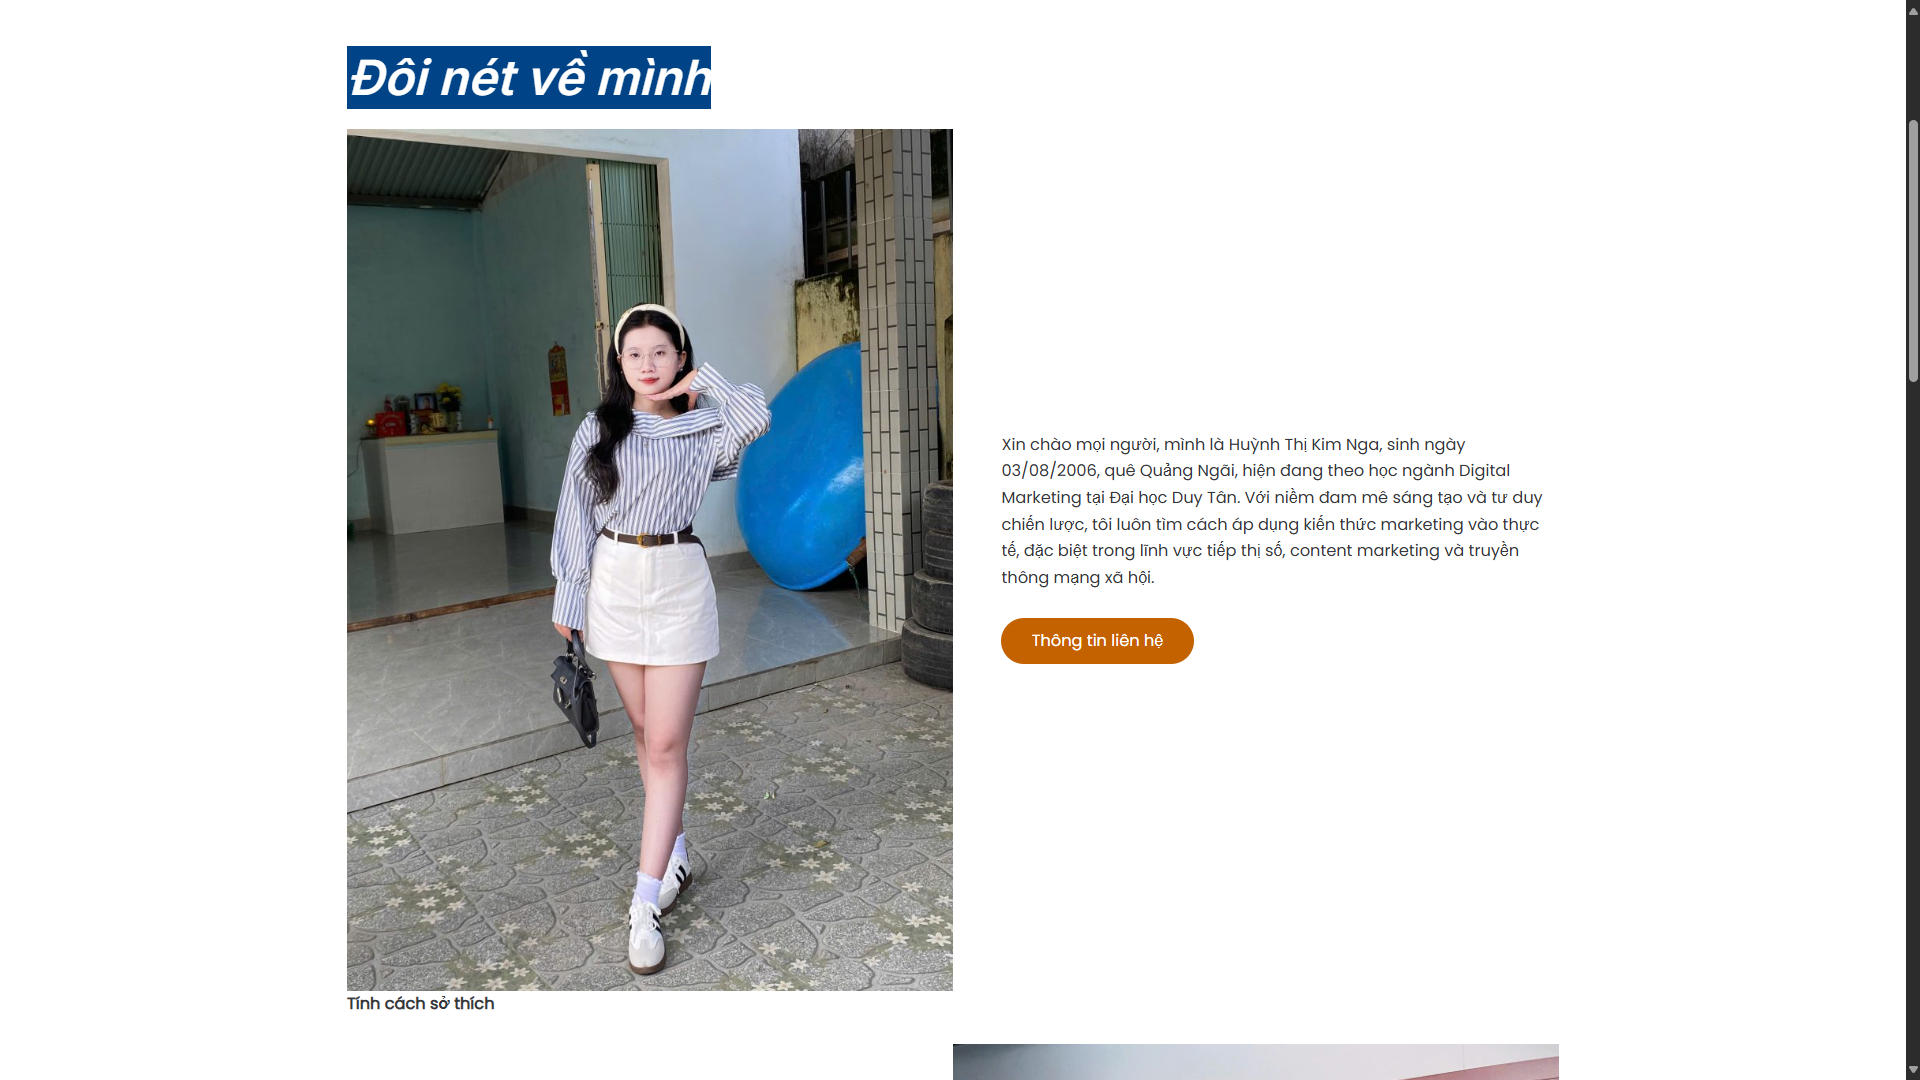 Đôi nét về mình
Xin chào mọi người, mình là Huỳnh Thị Kim Nga, sinh ngày
03/08/2006, quê Quảng Ngãi, hiện đang theo học ngành Digital
Marketing tại Đại học Duy Tân. Với niềm đam mê sáng tạo và tư duy
chiến lược, tôi luôn tìm cách áp dụng kiến thức marketing vào thực
tế, đặc biệt trong lĩnh vực tiếp thị số, content marketing và truyền
thông mạng xã hội.
Thông tin liên hệ
Tính cách sở thích